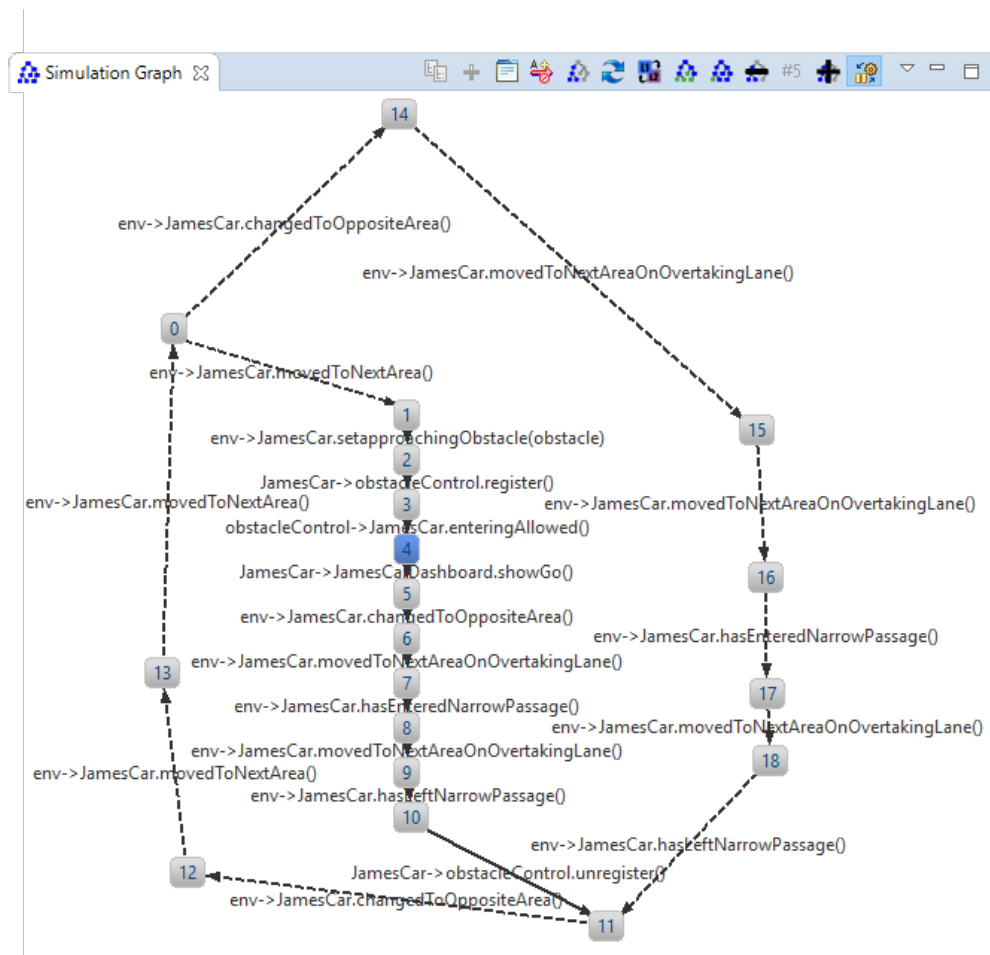 Simulation Graph
#5
14
env->JamesCar.changedToOppositeArea()
env->JamesCar.movedToNextAreaOnOvertakingLane()
0
env->JamesCar.movedToNextArea()
1
15
env->JamesCar.setapproachingObstacle(obstacle)
2
JamesCar->obstacleControl.register()
3
env->JamesCar.movedToNextArea()
env->JamesCar.movedToNextAreaOnOvertakingLane()
obstacleControl->JamesCar.enteringAllowed()
4
JamesCar->JamesCarDashboard.showGo()
16
5
env->JamesCar.changedToOppositeArea()
6
env->JamesCar.hasEnteredNarrowPassage()
env->JamesCar.movedToNextAreaOnOvertakingLane()
13
7
17
env->JamesCar.hasEnteredNarrowPassage()
8
env->JamesCar.movedToNextAreaOnOvertakingLane()
env->JamesCar.movedToNextAreaOnOvertakingLane()
18
env->JamesCar.movedToNextArea()
9
env->JamesCar.hasLeftNarrowPassage()
10
env->JamesCar.hasLeftNarrowPassage()
12
JamesCar->obstacleControl.unregister()
env->JamesCar.changedToOppositeArea()
11